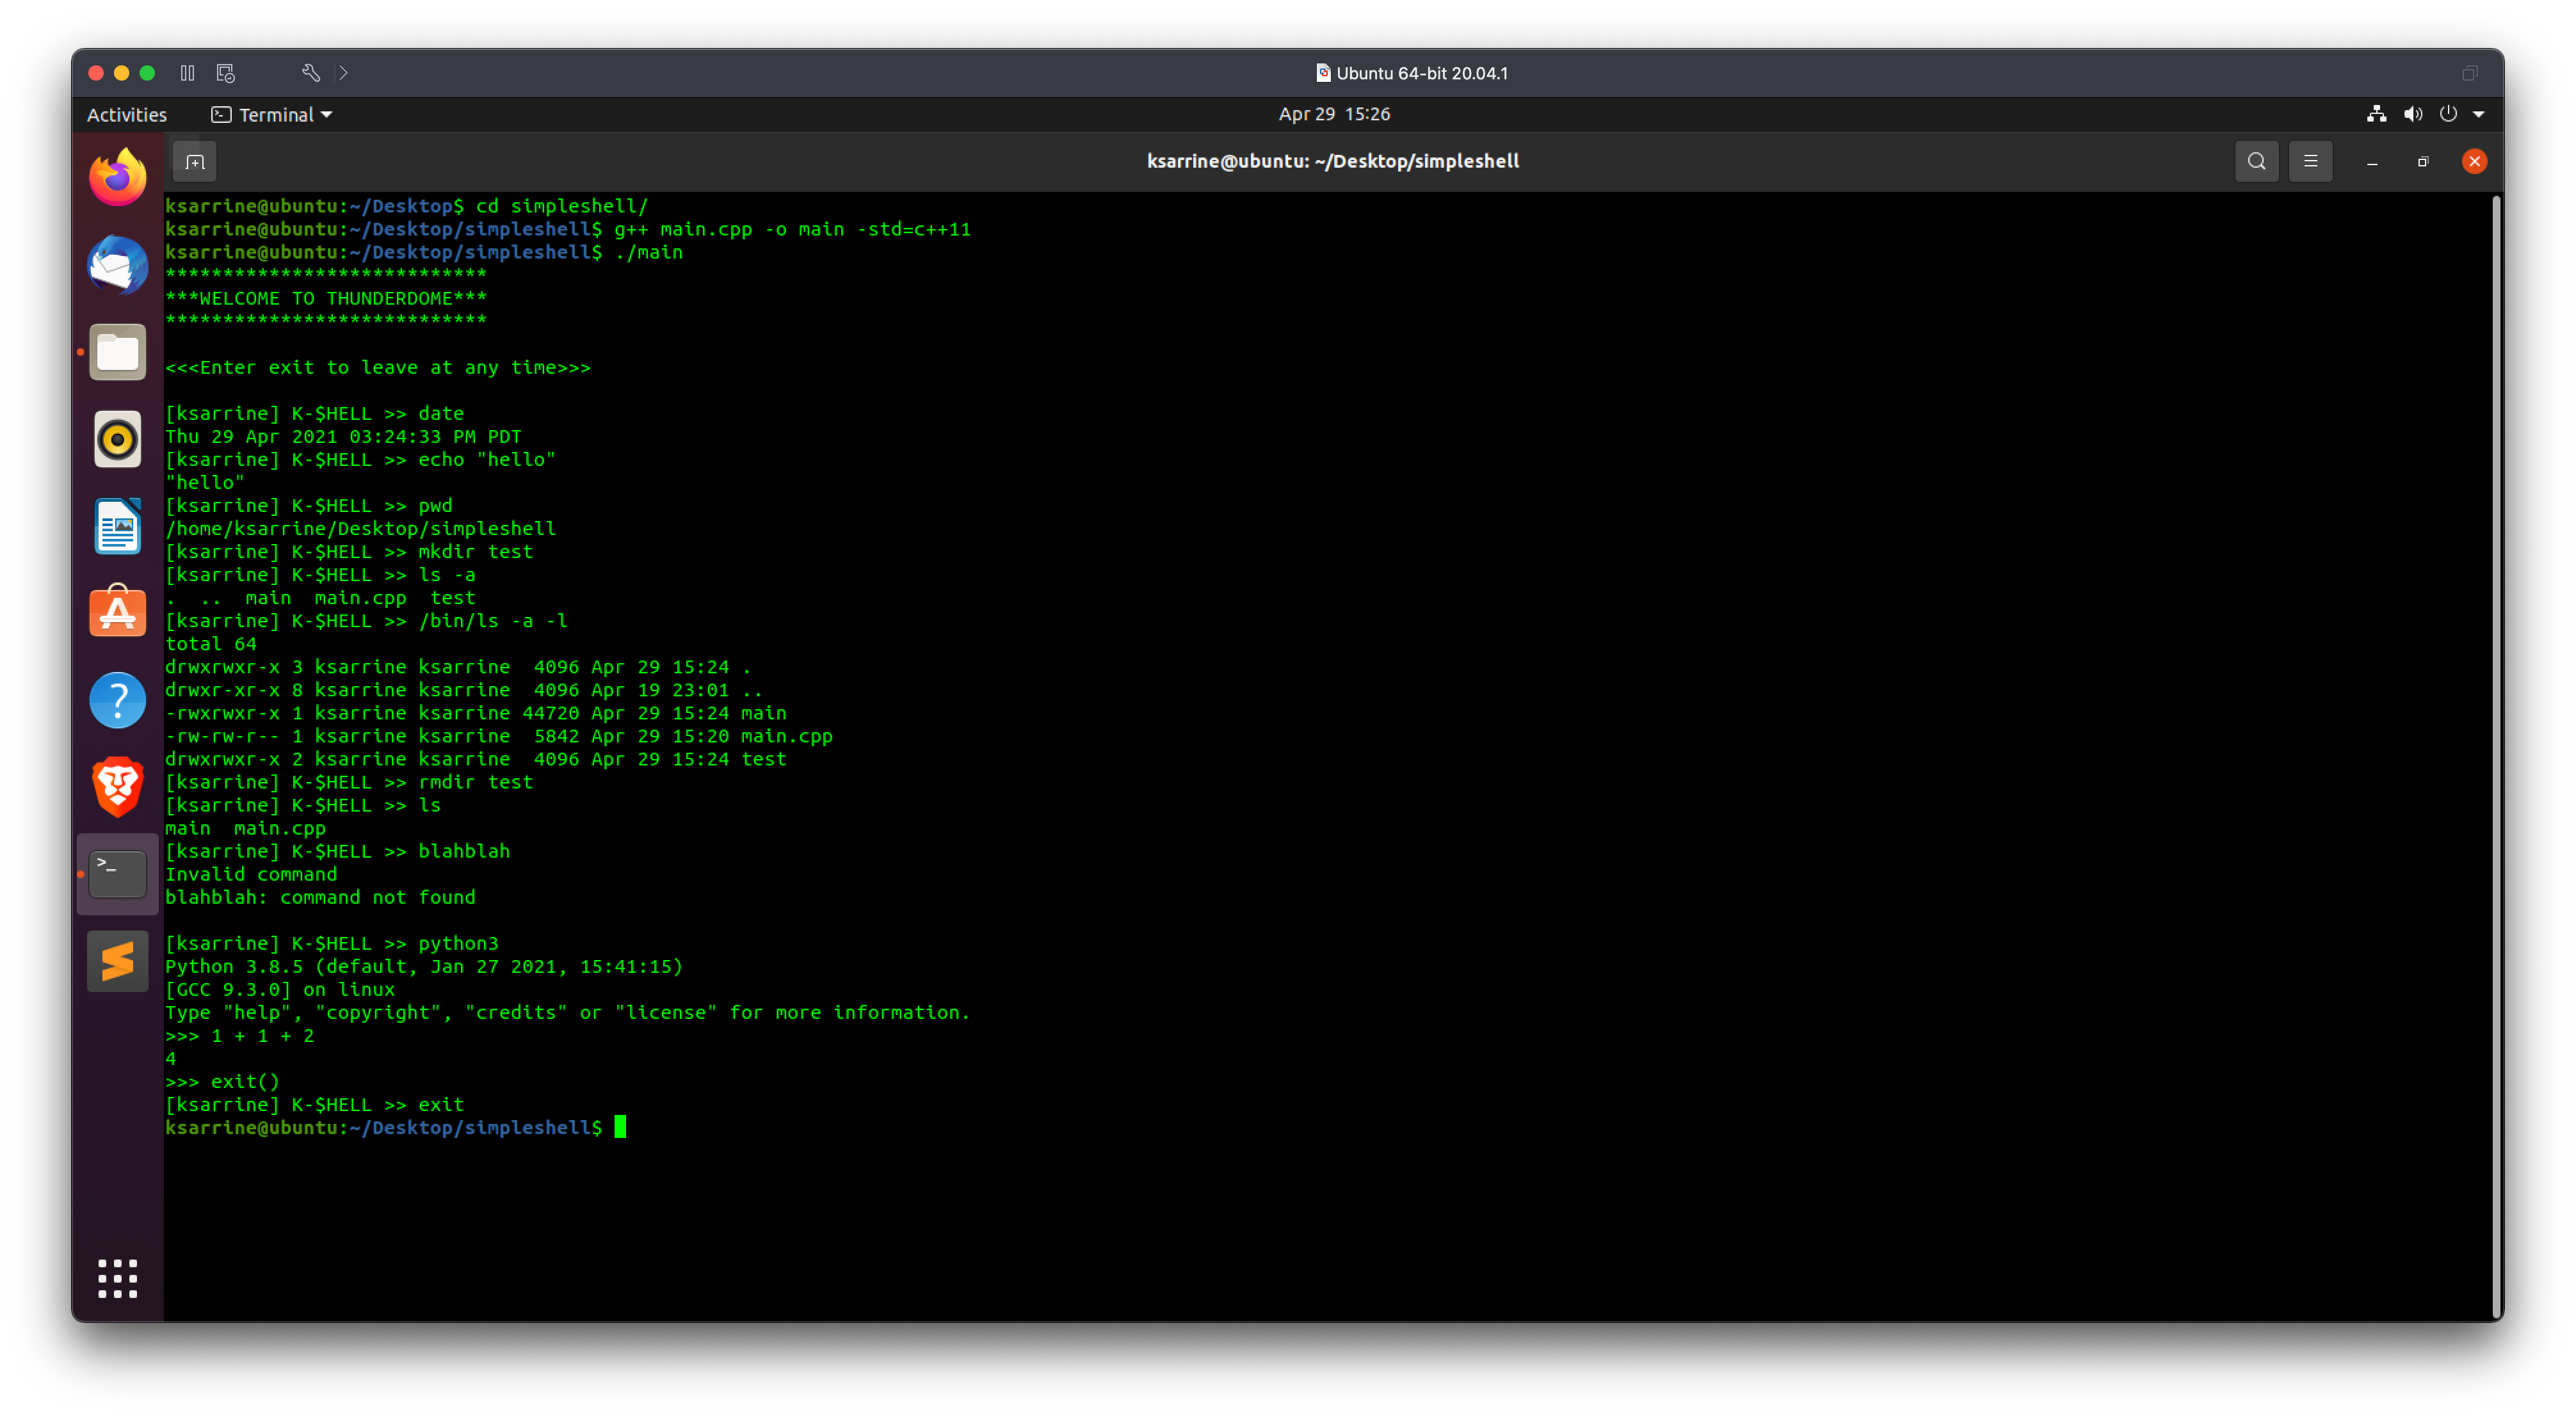 Ubuntu 64-bit 20.04.1
Activities
Terminal
Apr 29 15:26
ksarrine@ubuntu: ~/Desktop/simpleshell
ksarrine@ubuntu:~/Desktop$ cd simpleshell/
ksarrine@ubuntu:~/Desktop/simpleshell$ g++ main.cpp -o main -std=c++11
ksarrine@ubuntu:~/Desktop/simpleshell$ ./main
****************************
***WELCOME TO THUNDERDOME***
****************************
<<<Enter exit to leave at any time>>>
[ksarrine] K-$HELL >> date
Thu 29 Apr 2021 03:24:33 PM PDT
[ksarrine] K-$HELL >> echo "hello"
"hello"
[ksarrine] K-$HELL >> pwd
/home/ksarrine/Desktop/simpleshell
[ksarrine] K-$HELL >> mkdir test
[ksarrine] K-$HELL >> ls -a
.  ..  main  main.cpp  test
[ksarrine] K-$HELL >> /bin/ls -a -l
total 64
drwxrwxr-x 3 ksarrine ksarrine  4096 Apr 29 15:24 .
drwxr-xr-x 8 ksarrine ksarrine  4096 Apr 19 23:01 ..
-rwxrwxr-x 1 ksarrine ksarrine 44720 Apr 29 15:24 main
-rw-rw-r-- 1 ksarrine ksarrine  5842 Apr 29 15:20 main.cpp
drwxrwxr-x 2 ksarrine ksarrine  4096 Apr 29 15:24 test
[ksarrine] K-$HELL >> rmdir test
[ksarrine] K-$HELL >> ls
main  main.cpp
[ksarrine] K-$HELL >> blahblah
Invalid command
blahblah: command not found
[ksarrine] K-$HELL >> python3
Python 3.8.5 (default, Jan 27 2021, 15:41:15)
[GCC 9.3.0] on linux
Type "help", "copyright", "credits" or "license" for more information.
>>> 1 + 1 + 2
4
>>> exit()
[ksarrine] K-$HELL >> exit
ksarrine@ubuntu:~/Desktop/simpleshell$